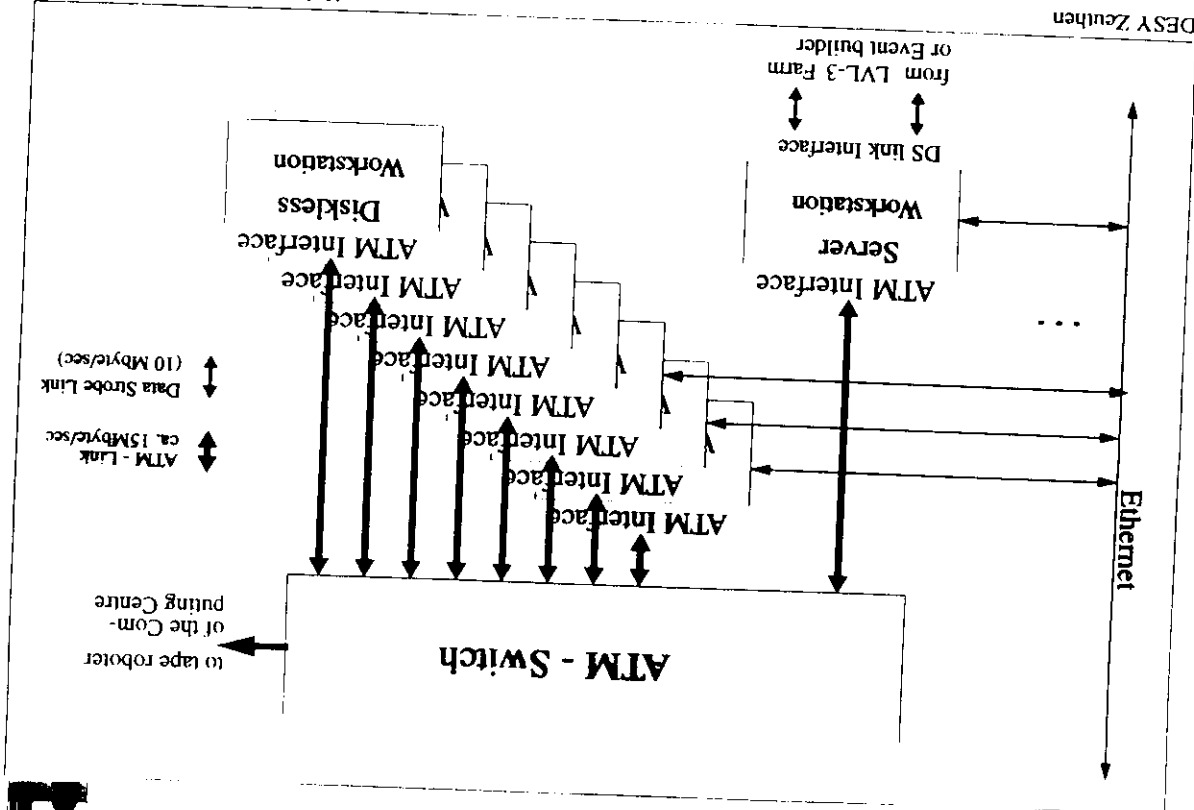 Ethernet
ATM - Switch
to tape roboter
of the Com-
puting Centre
ATM Interface
ATM Interface
ATM Interface
ATM Interface
ATM Interface
ATM Interface
ATM Interface
ATM Interface
Diskless
Workstation
ATM Interface
Server
Workstation
DS link Interface
from LVL-3 Farm
or Event builder
...
ATM - Link
ca. 15Mbyte/sec
Data Strobe Link
(10 Mbyte/sec)
DESY Zeuthen